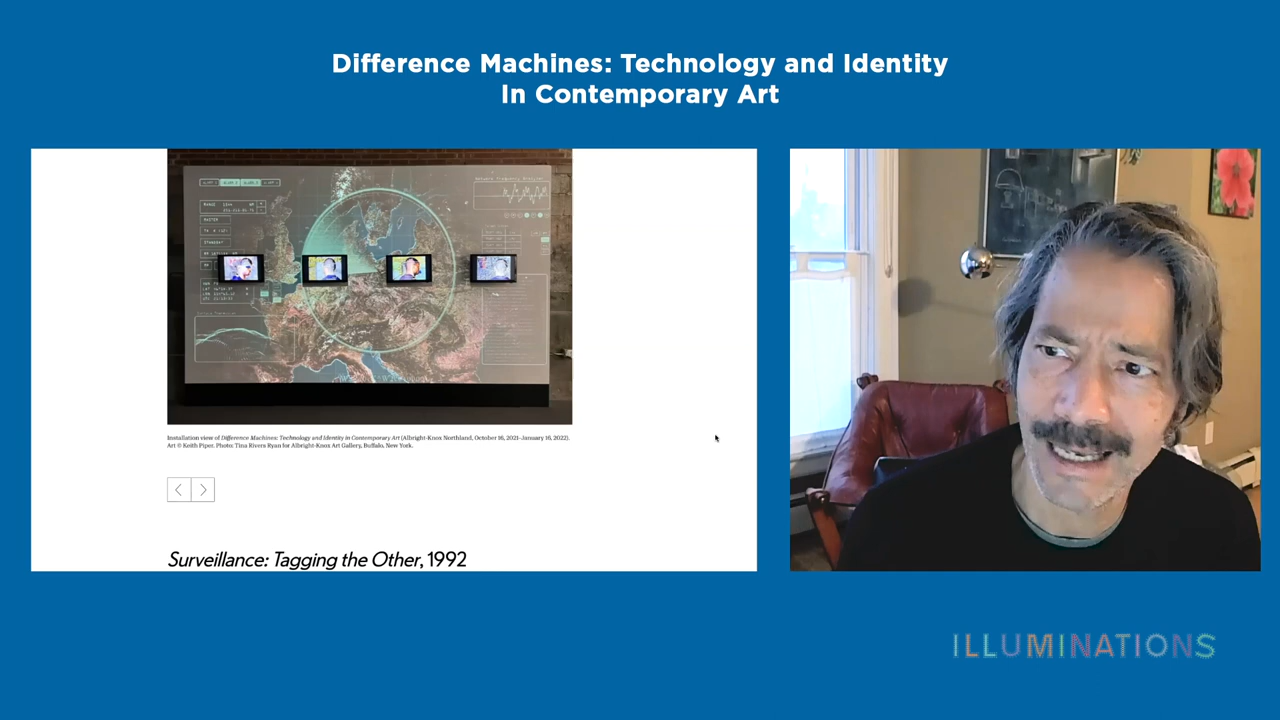 Difference Machines: Technology and Identity
In Contemporary Art
Installation view of Difference Machines: Technology and Identity in Contemporary Art (Albright-Knox Northland, October 16, 2021–January 16, 2022).
Art © Keith Piper. Photo: Tina Rivers Ryan for Albright-Knox Art Gallery, Buffalo, New York.
Surveillance: Tagging the Other, 1992
ILLUMINATIONS